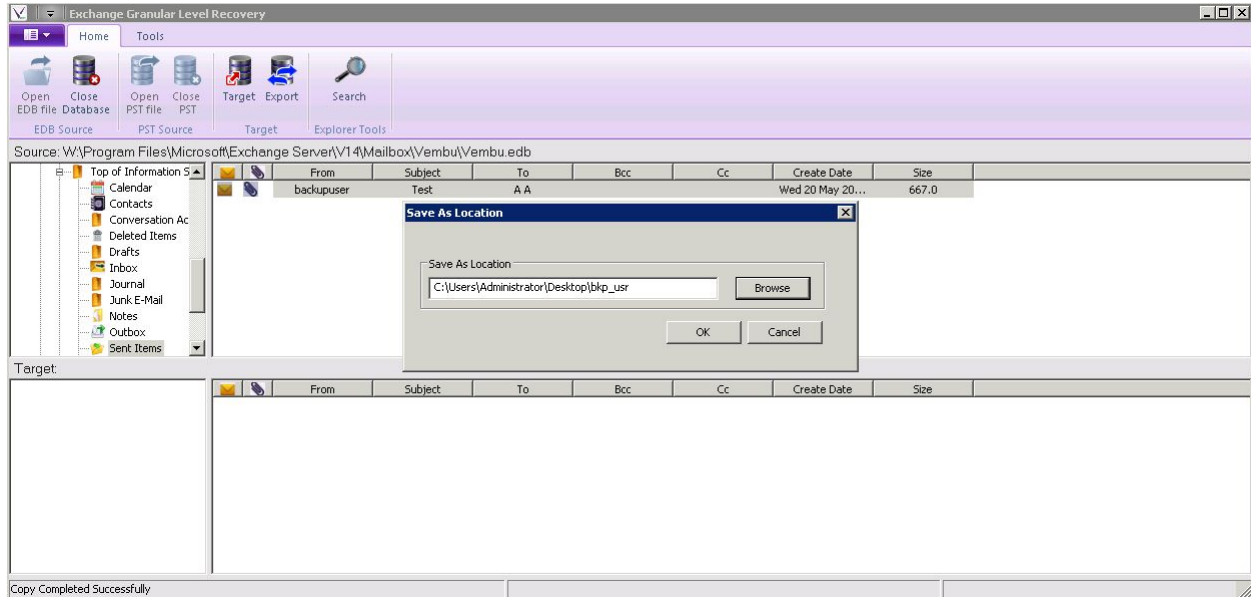 Exchange Granular Level Recovery
Home Tools
Open EDB file Close Database Open PST file Close PST Target Export Search
EDB Source PST Source Target Explorer Tools
Source: W:\Program Files\Microsoft\Exchange Server\V14\Mailbox\Vembu\Vembu.edb
Top of Information S
Calendar
Contacts
Conversation Ac
Deleted Items
Drafts
Inbox
Journal
Junk E-Mail
Notes
Outbox
Sent Items
From Subject To Bcc Cc Create Date Size
backupuser Test A A Wed 20 May 20... 667.0
Save As Location
Save As Location
C:\Users\Administrator\Desktop\bkp_usr Browse
OK Cancel
Target:
From Subject To Bcc Cc Create Date Size
Copy Completed Successfully